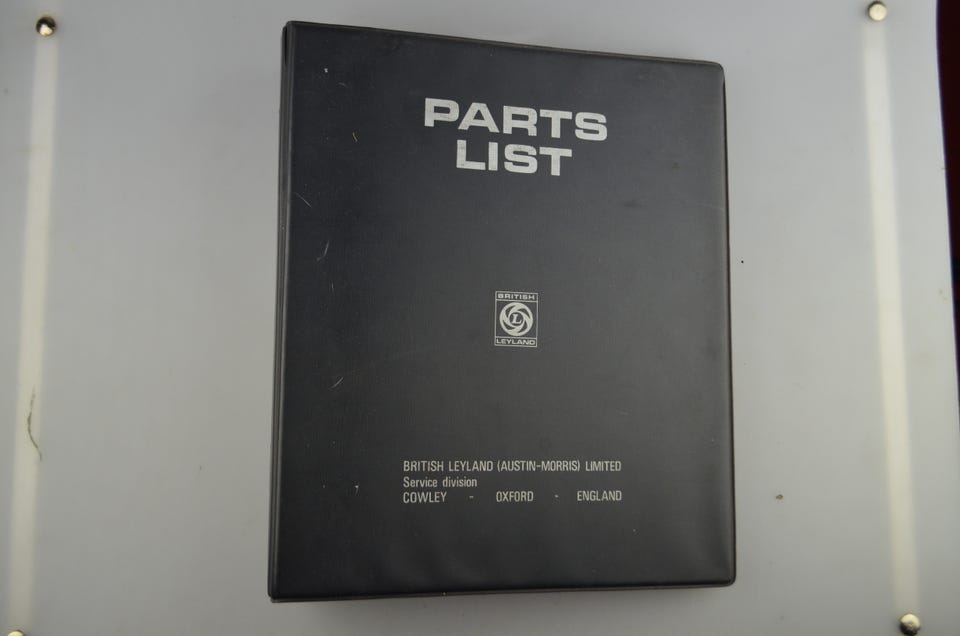 PARTS
LIST
BRITISH
L
LEYLAND
BRITISH LEYLAND (AUSTIN-MORRIS) LIMITED
Service division
COWLEY - OXFORD - ENGLAND